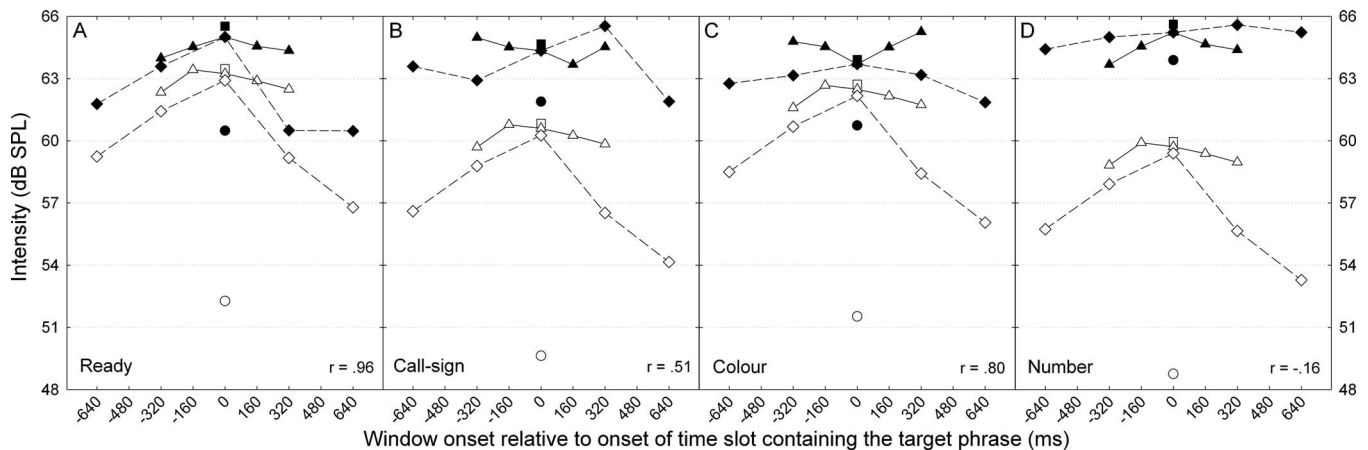 66
63
60
57
54
51
48
Intensity (dB SPL)
A
Ready
r = .96
B
Call-sign
r = .51
C
Colour
r = .80
D
Number
r = -.16
66
63
60
57
54
51
48
-640 -480 -320 -160 0 160 320 480 640
-640 -480 -320 -160 0 160 320 480 640
-640 -480 -320 -160 0 160 320 480 640
-640 -480 -320 -160 0 160 320 480 640
Window onset relative to onset of time slot containing the target phrase (ms)